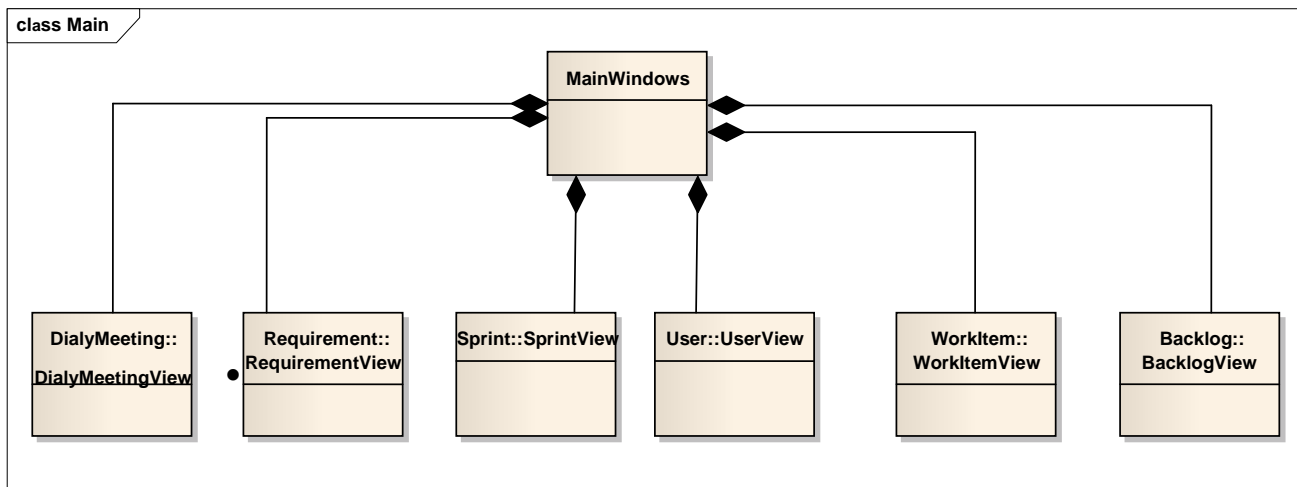 class Main
MainWindows
DialyMeeting::
DialyMeetingView
Requirement::
RequirementView
Sprint::SprintView
User::UserView
WorkItem::
WorkItemView
Backlog::
BacklogView